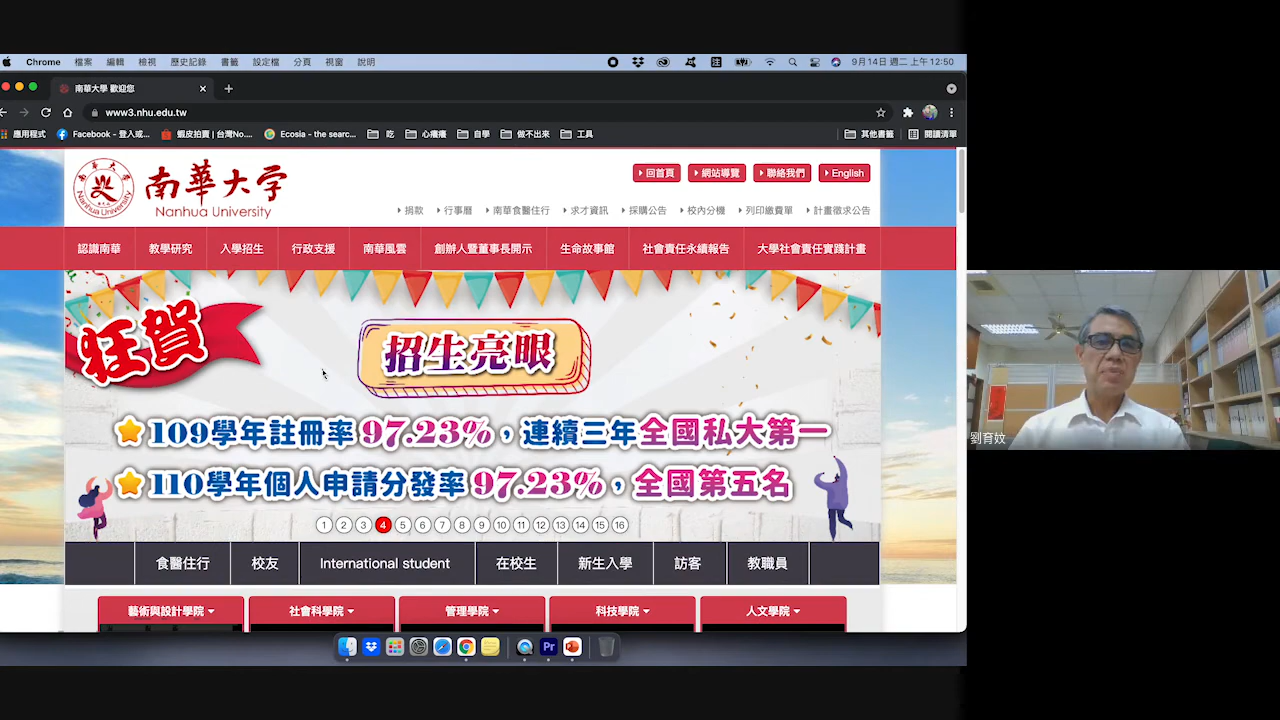 Chrome 檔案 編輯 檢視 歷史記錄 書籤 設定檔 分頁 視窗 說明
注
9月14日 週二 上午12:50
南華大學 歡迎您
www3.nhu.edu.tw
應用程式 Facebook - 登入或... 蝦皮拍賣 | 台灣No.... Ecosia - the searc... 吃 心癢癢 自學 做不出來 工具 其他書籤 閱讀清單
南華大學
Nanhua University
南華大學
Nanhua University
回首頁 網站導覽 聯絡我們 English
捐款 行事曆 南華食醫住行 求才資訊 採購公告 校內分機 列印繳費單 計畫徵求公告
認識南華 教學研究 入學招生 行政支援 南華風雲 創辦人暨董事長開示 生命故事館 社會責任永續報告 大學社會責任實踐計畫
狂賀
招生亮眼
109學年註冊率97.23%，連續三年全國私大第一
110學年個人申請分發率97.23%，全國第五名
1 2 3 4 5 6 7 8 9 10 11 12 13 14 15 16
食醫住行 校友 International student 在校生 新生入學 訪客 教職員
藝術與設計學院 社會科學院 管理學院 科技學院 人文學院
Pr
劉育妏